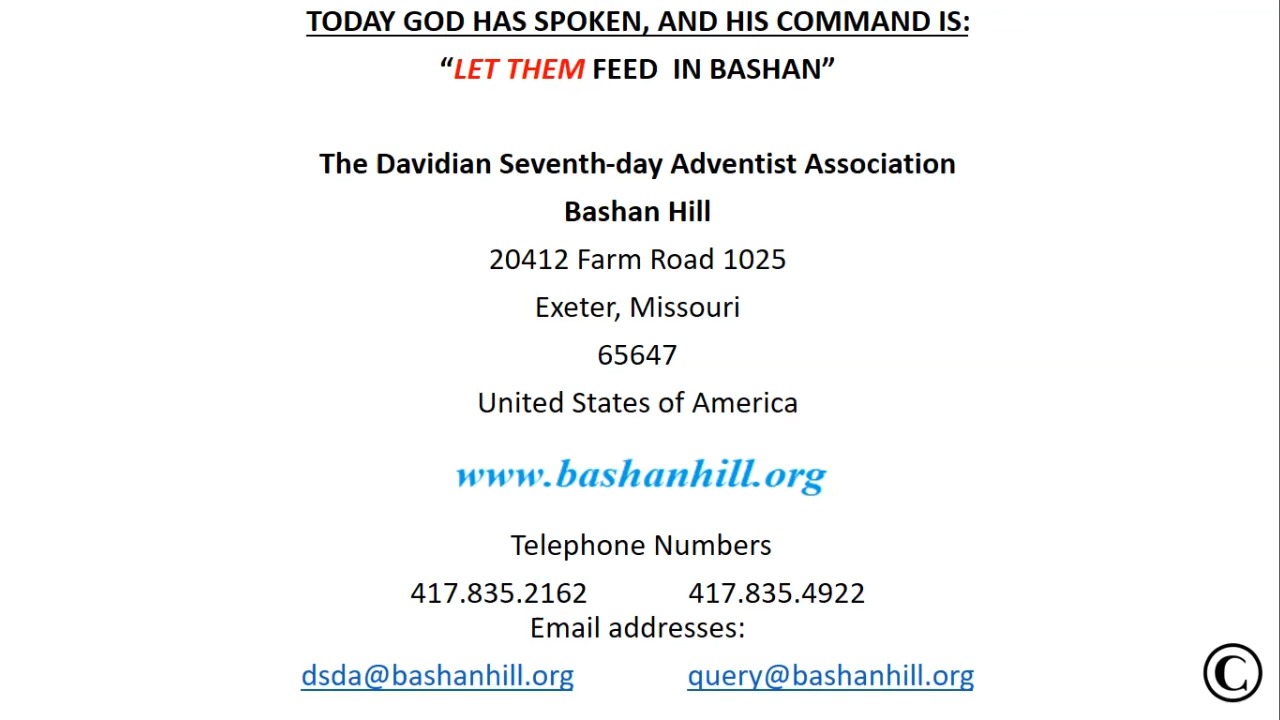 TODAY GOD HAS SPOKEN, AND HIS COMMAND IS:
“LET THEM FEED  IN BASHAN”
The Davidian Seventh-day Adventist Association
Bashan Hill
20412 Farm Road 1025
Exeter, Missouri
65647
United States of America
www.bashanhill.org
Telephone Numbers
417.835.2162 417.835.4922
Email addresses:
dsda@bashanhill.org query@bashanhill.org
©